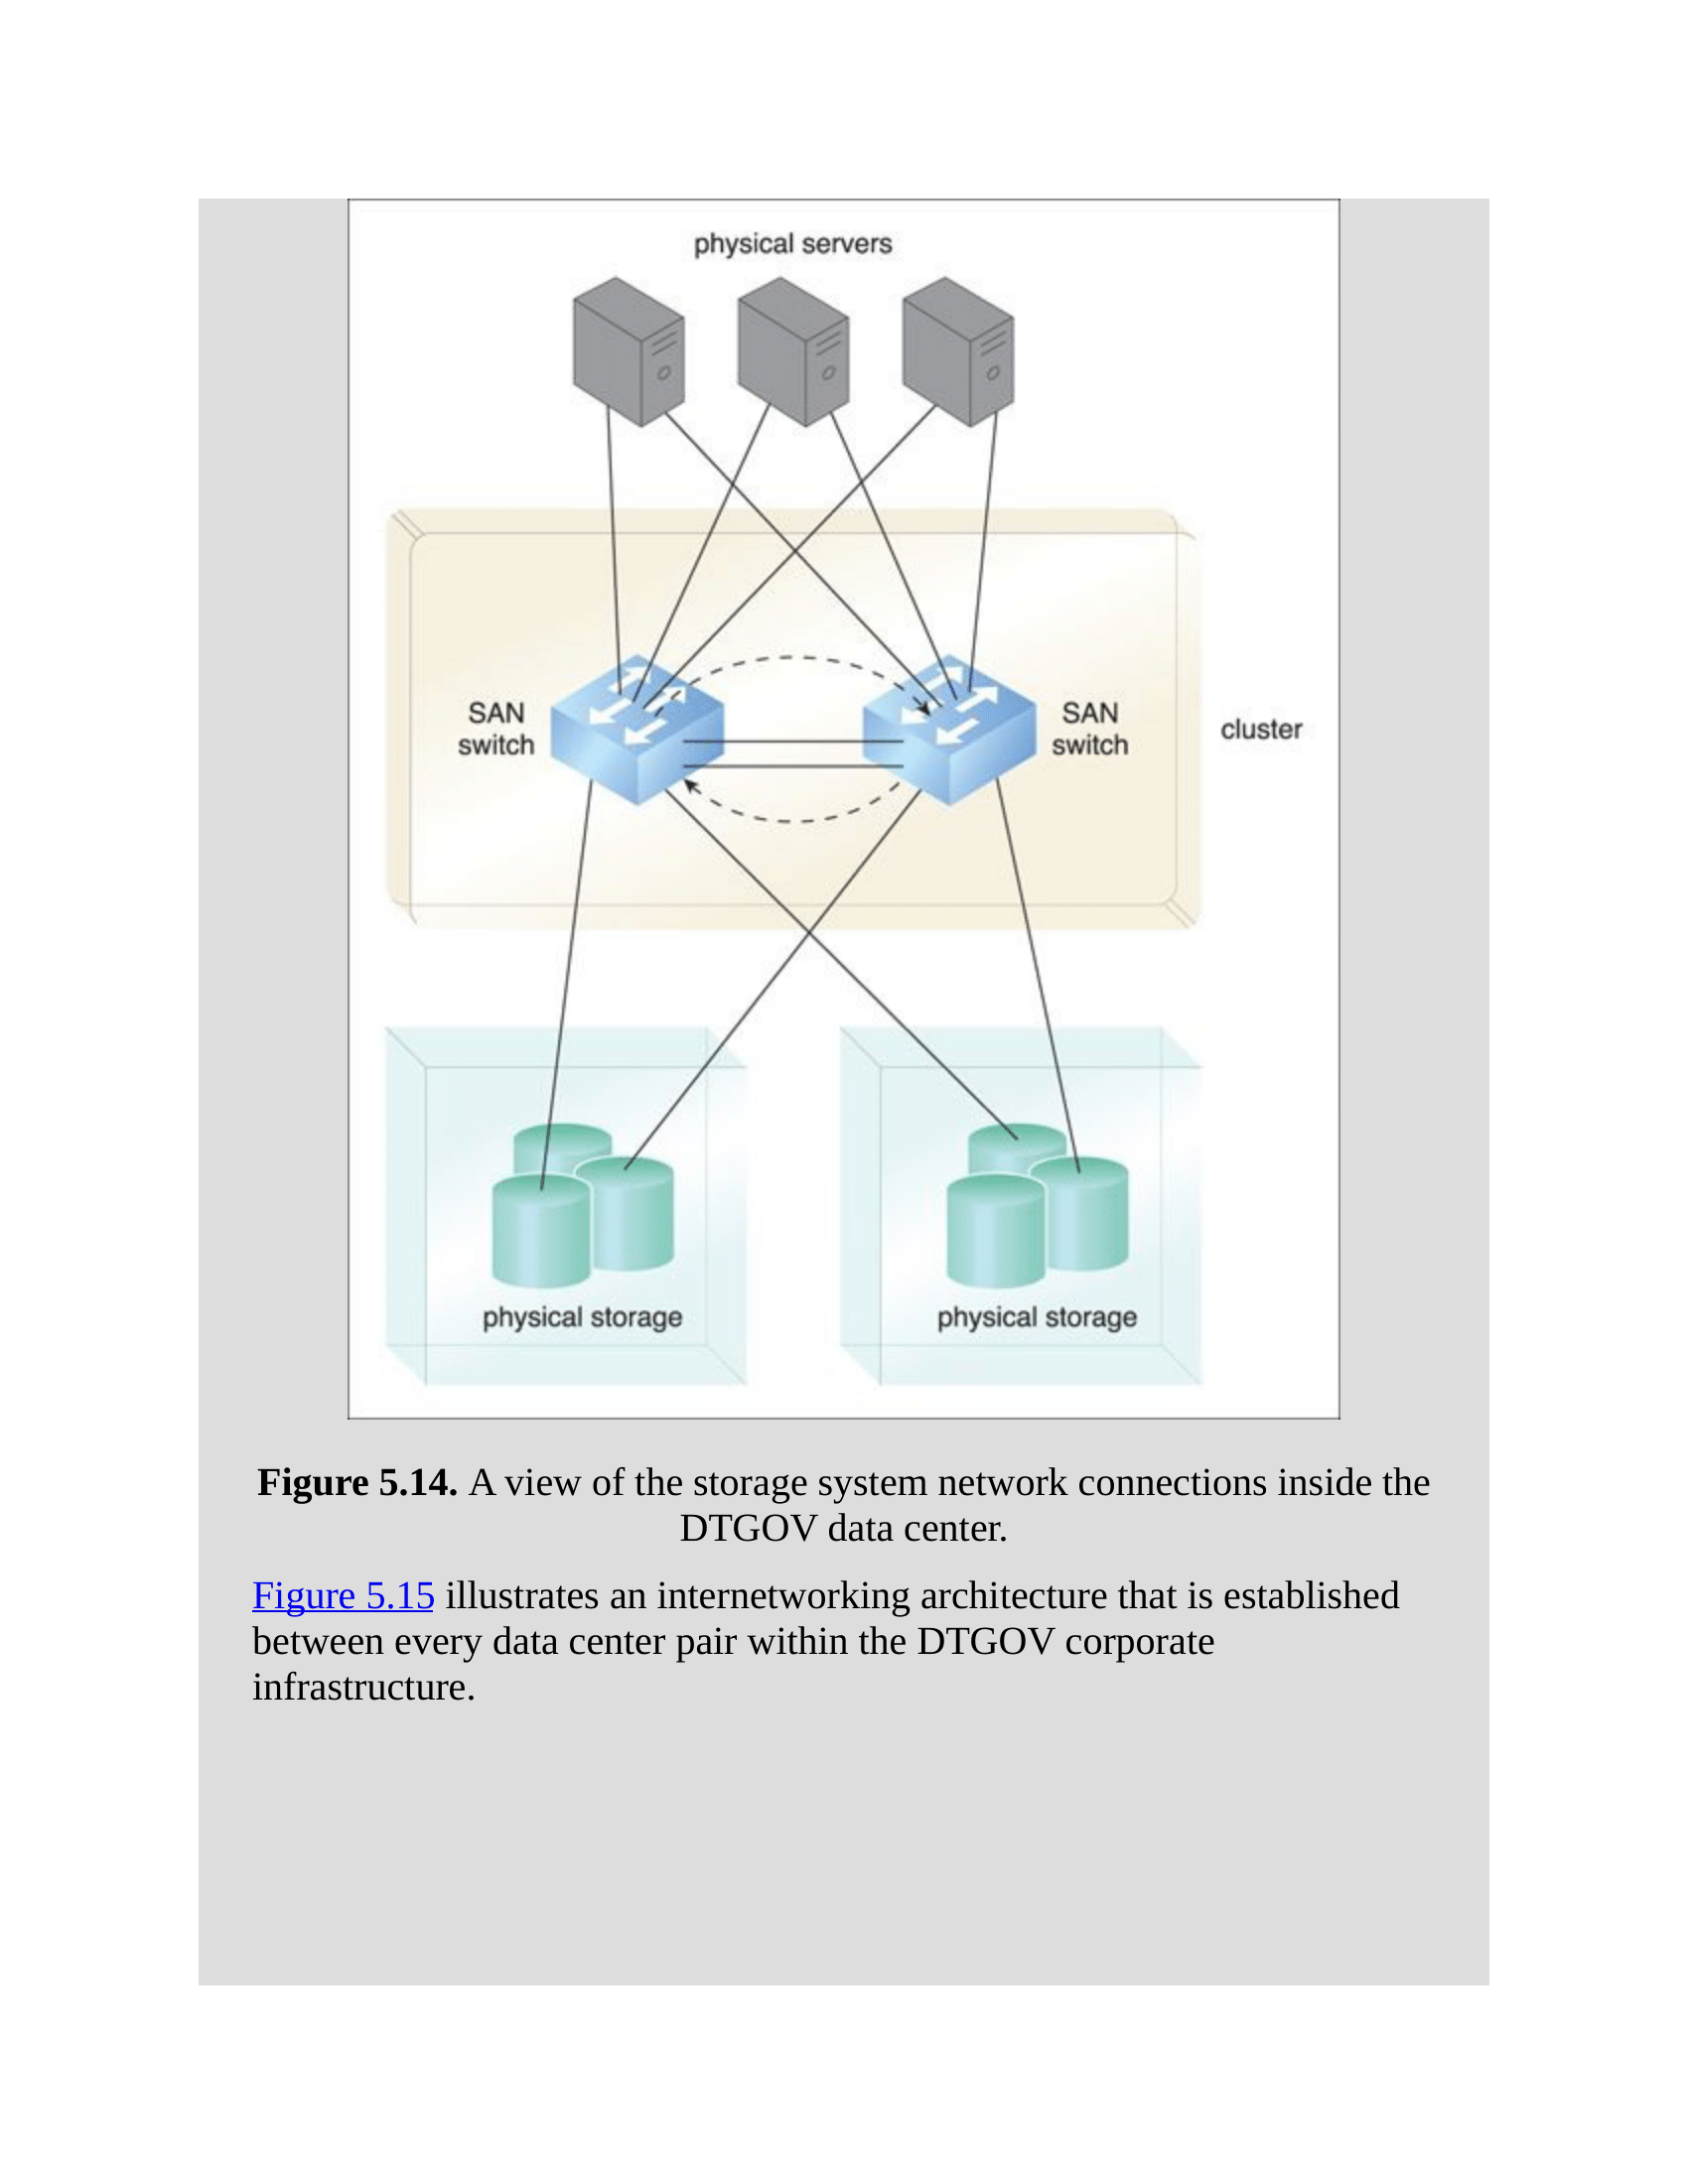 physical servers
SAN
switch
SAN
switch
cluster
physical storage
physical storage
Figure 5.14. A view of the storage system network connections inside the
DTGOV data center.
Figure 5.15 illustrates an internetworking architecture that is established
between every data center pair within the DTGOV corporate
infrastructure.